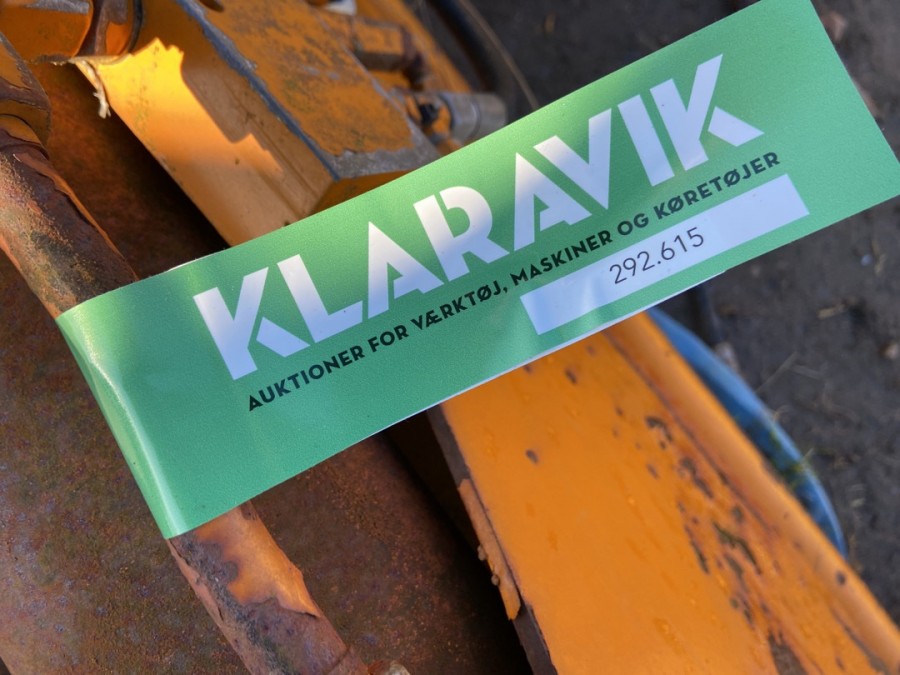 KLARAVIK
AUKTIONER FOR VÆRKTØJ, MASKINER OG KØRETØJER
292.615